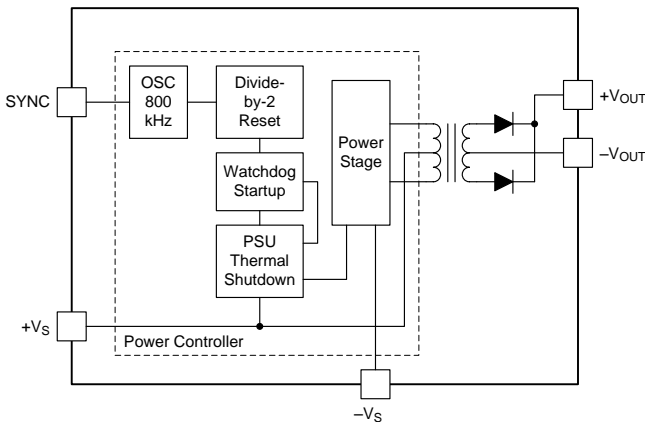 SYNC
OSC
800
kHz
Divide-
by-2
Reset
Watchdog
Startup
PSU
Thermal
Shutdown
Power
Stage
+VOUT
–VOUT
+VS
Power Controller
–VS